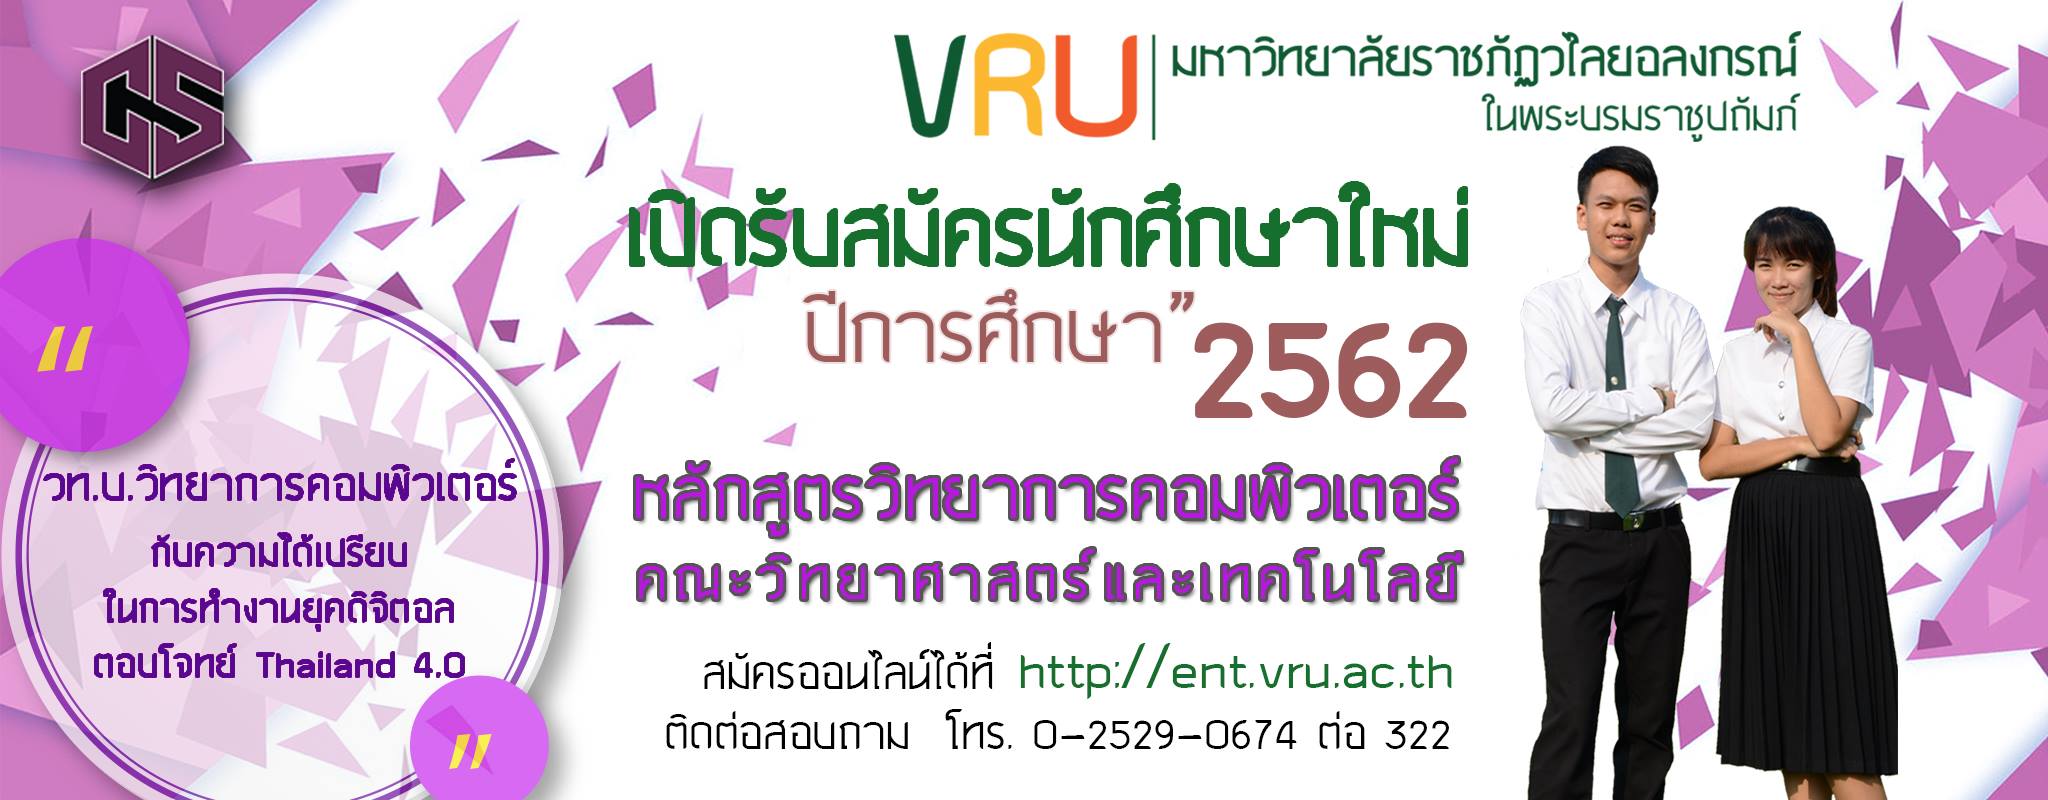 CS
VRU
มหาวิทยาลัยราชภัฏวไลยอลงกรณ์
ในพระบรมราชูปถัมภ์
เปิดรับสมัครนักศึกษาใหม่
ปีการศึกษา" 2562
หลักสูตรวิทยาการคอมพิวเตอร์
คณะวิทยาศาสตร์และเทคโนโลยี
สมัครออนไลน์ได้ที่ http://ent.vru.ac.th
ติดต่อสอบถาม โทร. 0-2529-0674 ต่อ 322
"
วท.บ.วิทยาการคอมพิวเตอร์
กับความได้เปรียบ
ในการทำงานยุคดิจิตอล
ตอบโจทย์ Thailand 4.0
"